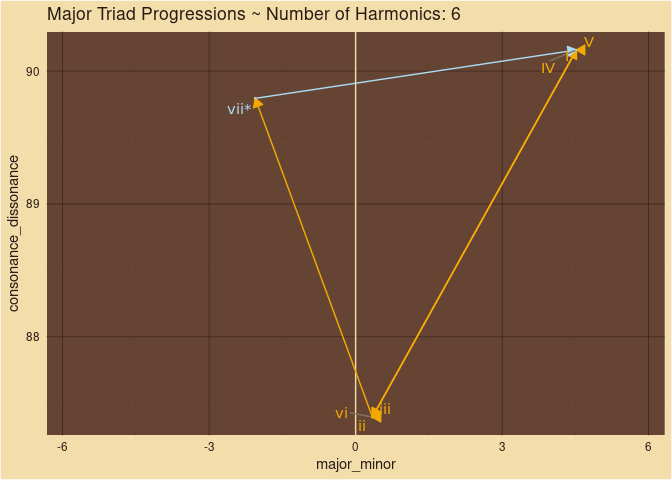 Major Triad Progressions ~ Number of Harmonics: 6
consonance_dissonance
90
89
88
V
IV
I
vii*
vi
iii
ii
-6
-3
0
3
6
major_minor